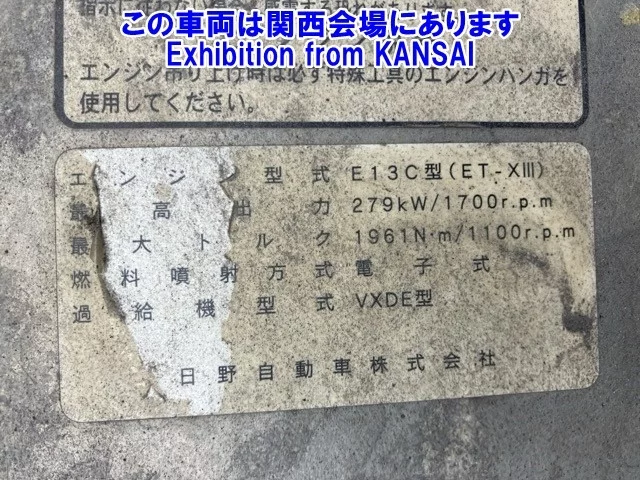 この車両は関西会場にあります
Exhibition from KANSAI
エンジン吊り上げ時は必ず特殊工具のエンジンハンガを
使用してください。
エンジン型式 E13C型(ET-XIII)
最高出力 279kW/1700r.p.m
最大トルク 1961N·m/1100r.p.m
燃料噴射方式 電子式
過給機型式 VXDE型
日野自動車株式会社